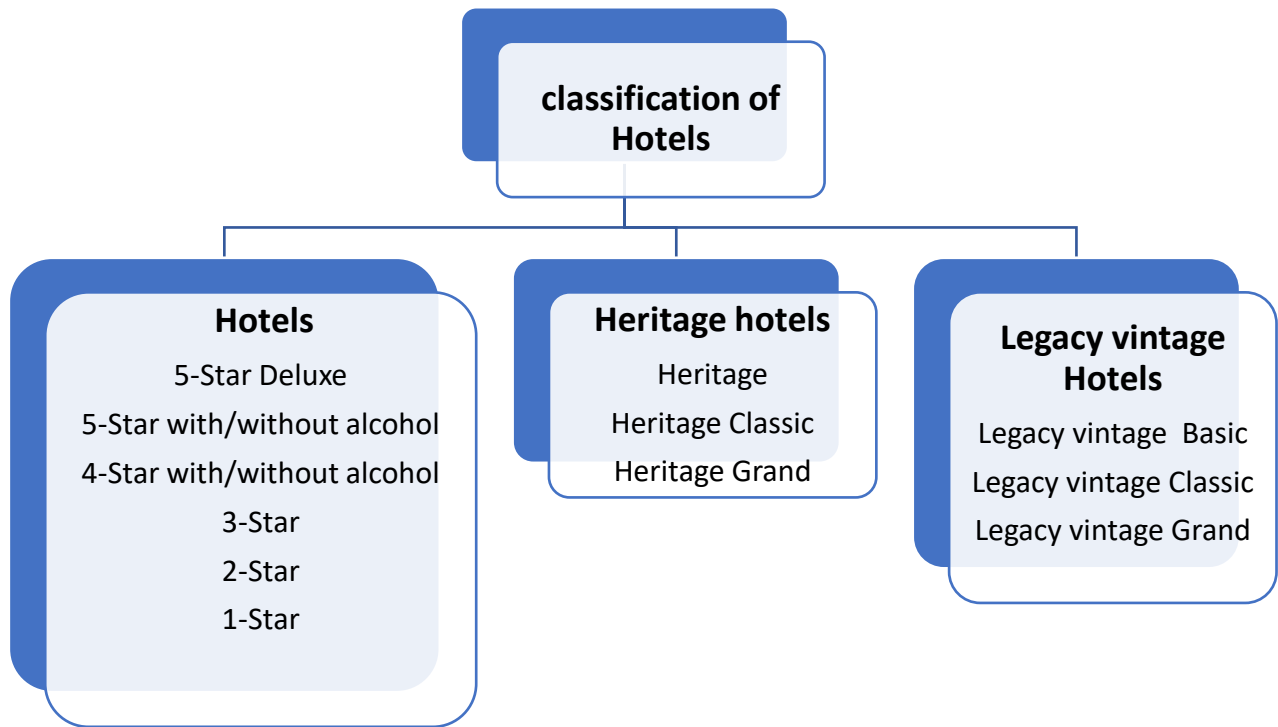 classification of
Hotels
Hotels
5-Star Deluxe
5-Star with/without alcohol
4-Star with/without alcohol
3-Star
2-Star
1-Star
Heritage hotels
Heritage
Heritage Classic
Heritage Grand
Legacy vintage
Hotels
Legacy vintage  Basic
Legacy vintage Classic
Legacy vintage Grand